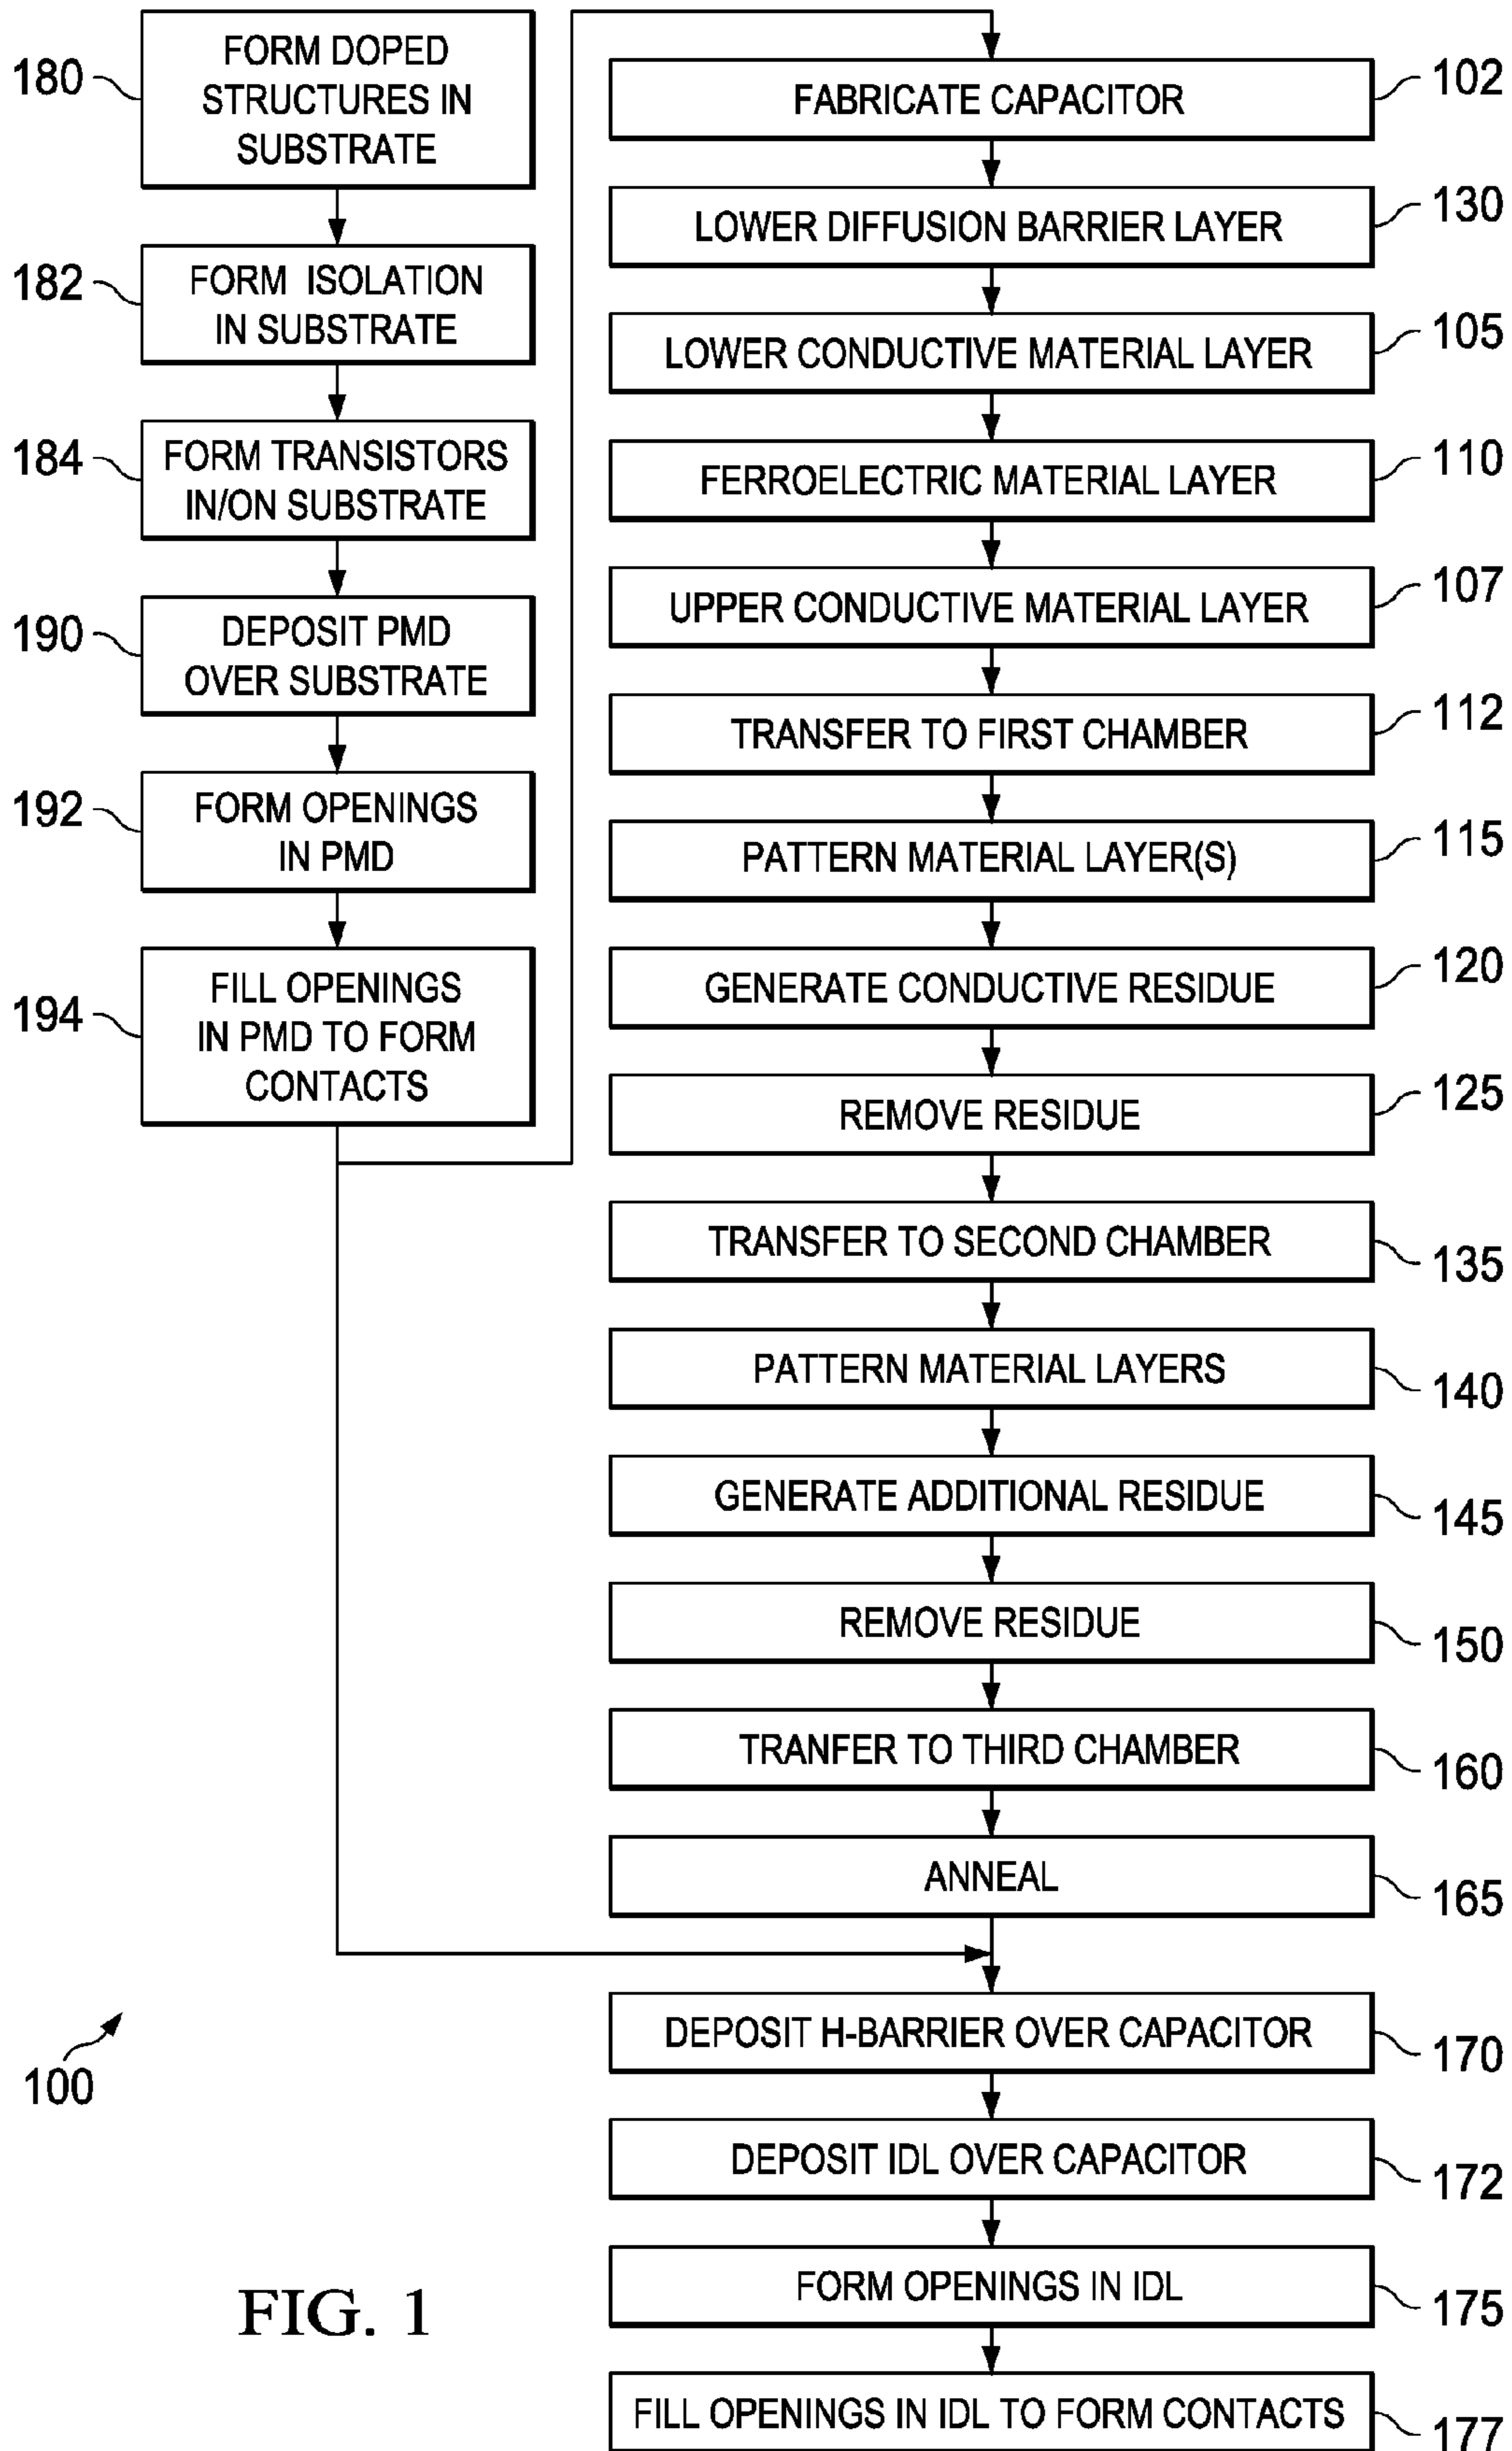 180
FORM DOPED
STRUCTURES IN
SUBSTRATE
182
FORM ISOLATION
IN SUBSTRATE
184
FORM TRANSISTORS
IN/ON SUBSTRATE
190
DEPOSIT PMD
OVER SUBSTRATE
192
FORM OPENINGS
IN PMD
194
FILL OPENINGS
IN PMD TO FORM
CONTACTS
FABRICATE CAPACITOR
102
LOWER DIFFUSION BARRIER LAYER
130
LOWER CONDUCTIVE MATERIAL LAYER
105
FERROELECTRIC MATERIAL LAYER
110
UPPER CONDUCTIVE MATERIAL LAYER
107
TRANSFER TO FIRST CHAMBER
112
PATTERN MATERIAL LAYER(S)
115
GENERATE CONDUCTIVE RESIDUE
120
REMOVE RESIDUE
125
TRANSFER TO SECOND CHAMBER
135
PATTERN MATERIAL LAYERS
140
GENERATE ADDITIONAL RESIDUE
145
REMOVE RESIDUE
150
TRANFER TO THIRD CHAMBER
160
ANNEAL
165
DEPOSIT H-BARRIER OVER CAPACITOR
170
DEPOSIT IDL OVER CAPACITOR
172
FORM OPENINGS IN IDL
175
FILL OPENINGS IN IDL TO FORM CONTACTS
177
100
FIG. 1